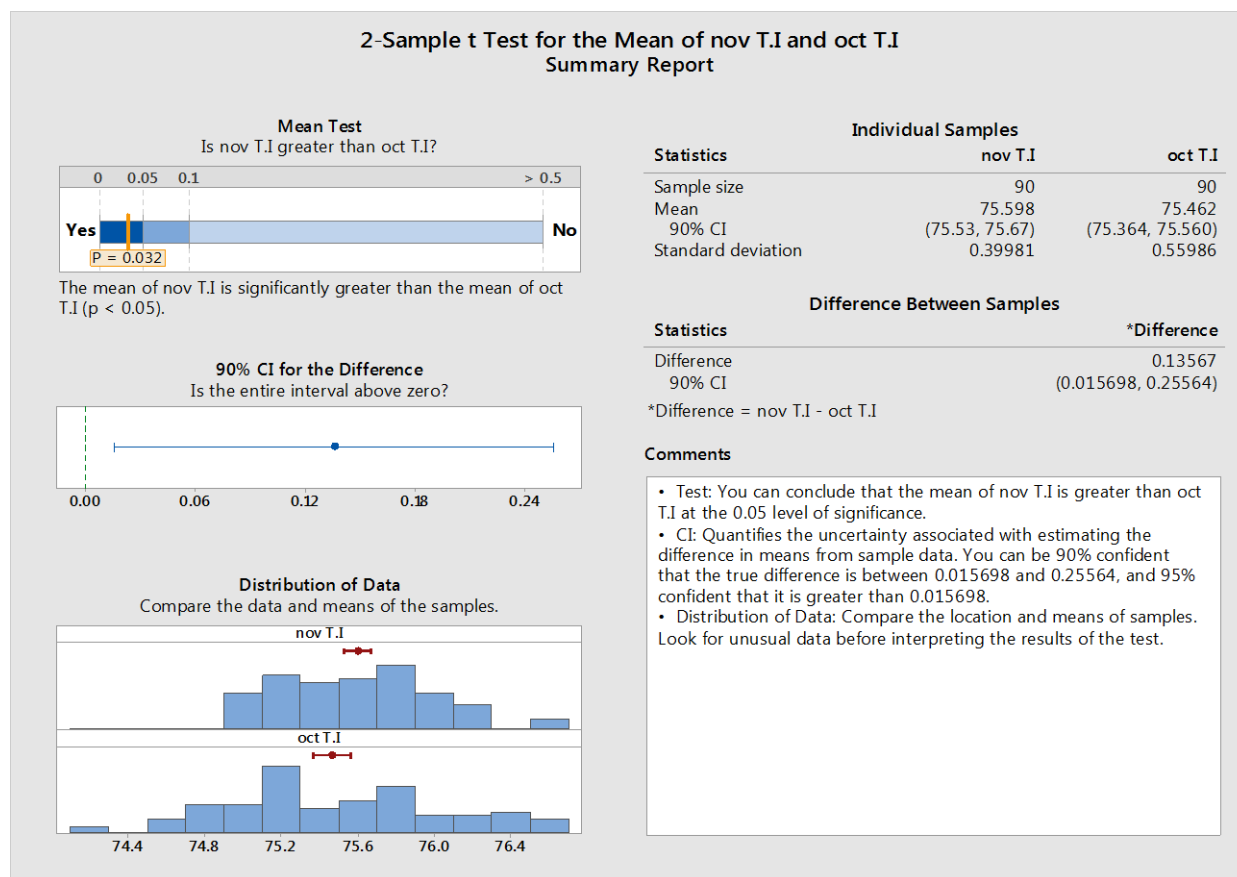 2-Sample t Test for the Mean of nov T.I and oct T.I
Summary Report
Mean Test
Is nov T.I greater than oct T.I?
0 0.05 0.1 > 0.5
Yes No
P = 0.032
The mean of nov T.I is significantly greater than the mean of oct
T.I (p < 0.05).
90% CI for the Difference
Is the entire interval above zero?
0.00 0.06 0.12 0.18 0.24
Distribution of Data
Compare the data and means of the samples.
nov T.I
oct T.I
74.4 74.8 75.2 75.6 76.0 76.4
Individual Samples
Statistics nov T.I oct T.I
Sample size 90 90
Mean 75.598 75.462
90% CI (75.53, 75.67) (75.364, 75.560)
Standard deviation 0.39981 0.55986
Difference Between Samples
Statistics *Difference
Difference 0.13567
90% CI (0.015698, 0.25564)
*Difference = nov T.I - oct T.I
Comments
• Test: You can conclude that the mean of nov T.I is greater than oct
T.I at the 0.05 level of significance.
• CI: Quantifies the uncertainty associated with estimating the
difference in means from sample data. You can be 90% confident
that the true difference is between 0.015698 and 0.25564, and 95%
confident that it is greater than 0.015698.
• Distribution of Data: Compare the location and means of samples.
Look for unusual data before interpreting the results of the test.